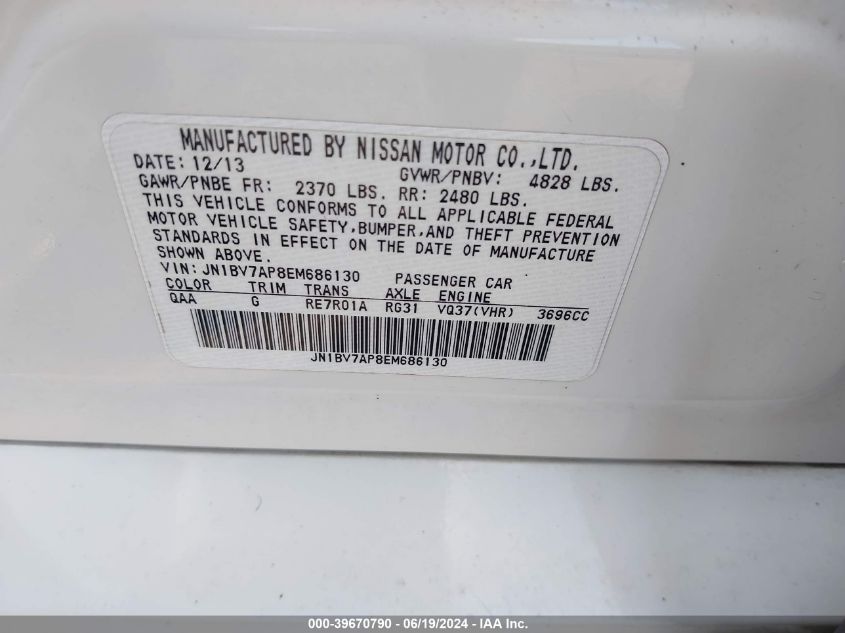 MANUFACTURED BY NISSAN MOTOR CO.,LTD.
DATE: 12/13 GVWR/PNBV: 4828 LBS.
GAWR/PNBE FR: 2370 LBS. RR: 2480 LBS.
THIS VEHICLE CONFORMS TO ALL APPLICABLE FEDERAL
MOTOR VEHICLE SAFETY,BUMPER,AND THEFT PREVENTION
STANDARDS IN EFFECT ON THE DATE OF MANUFACTURE
SHOWN ABOVE.
VIN: JN1BV7AP8EM686130 PASSENGER CAR
COLOR TRIM TRANS AXLE ENGINE
QAA G RE7R01A RG31 VQ37(VHR) 3696CC
JN1BV7AP8EM686130
000-39670790 - 06/19/2024 - IAA Inc.